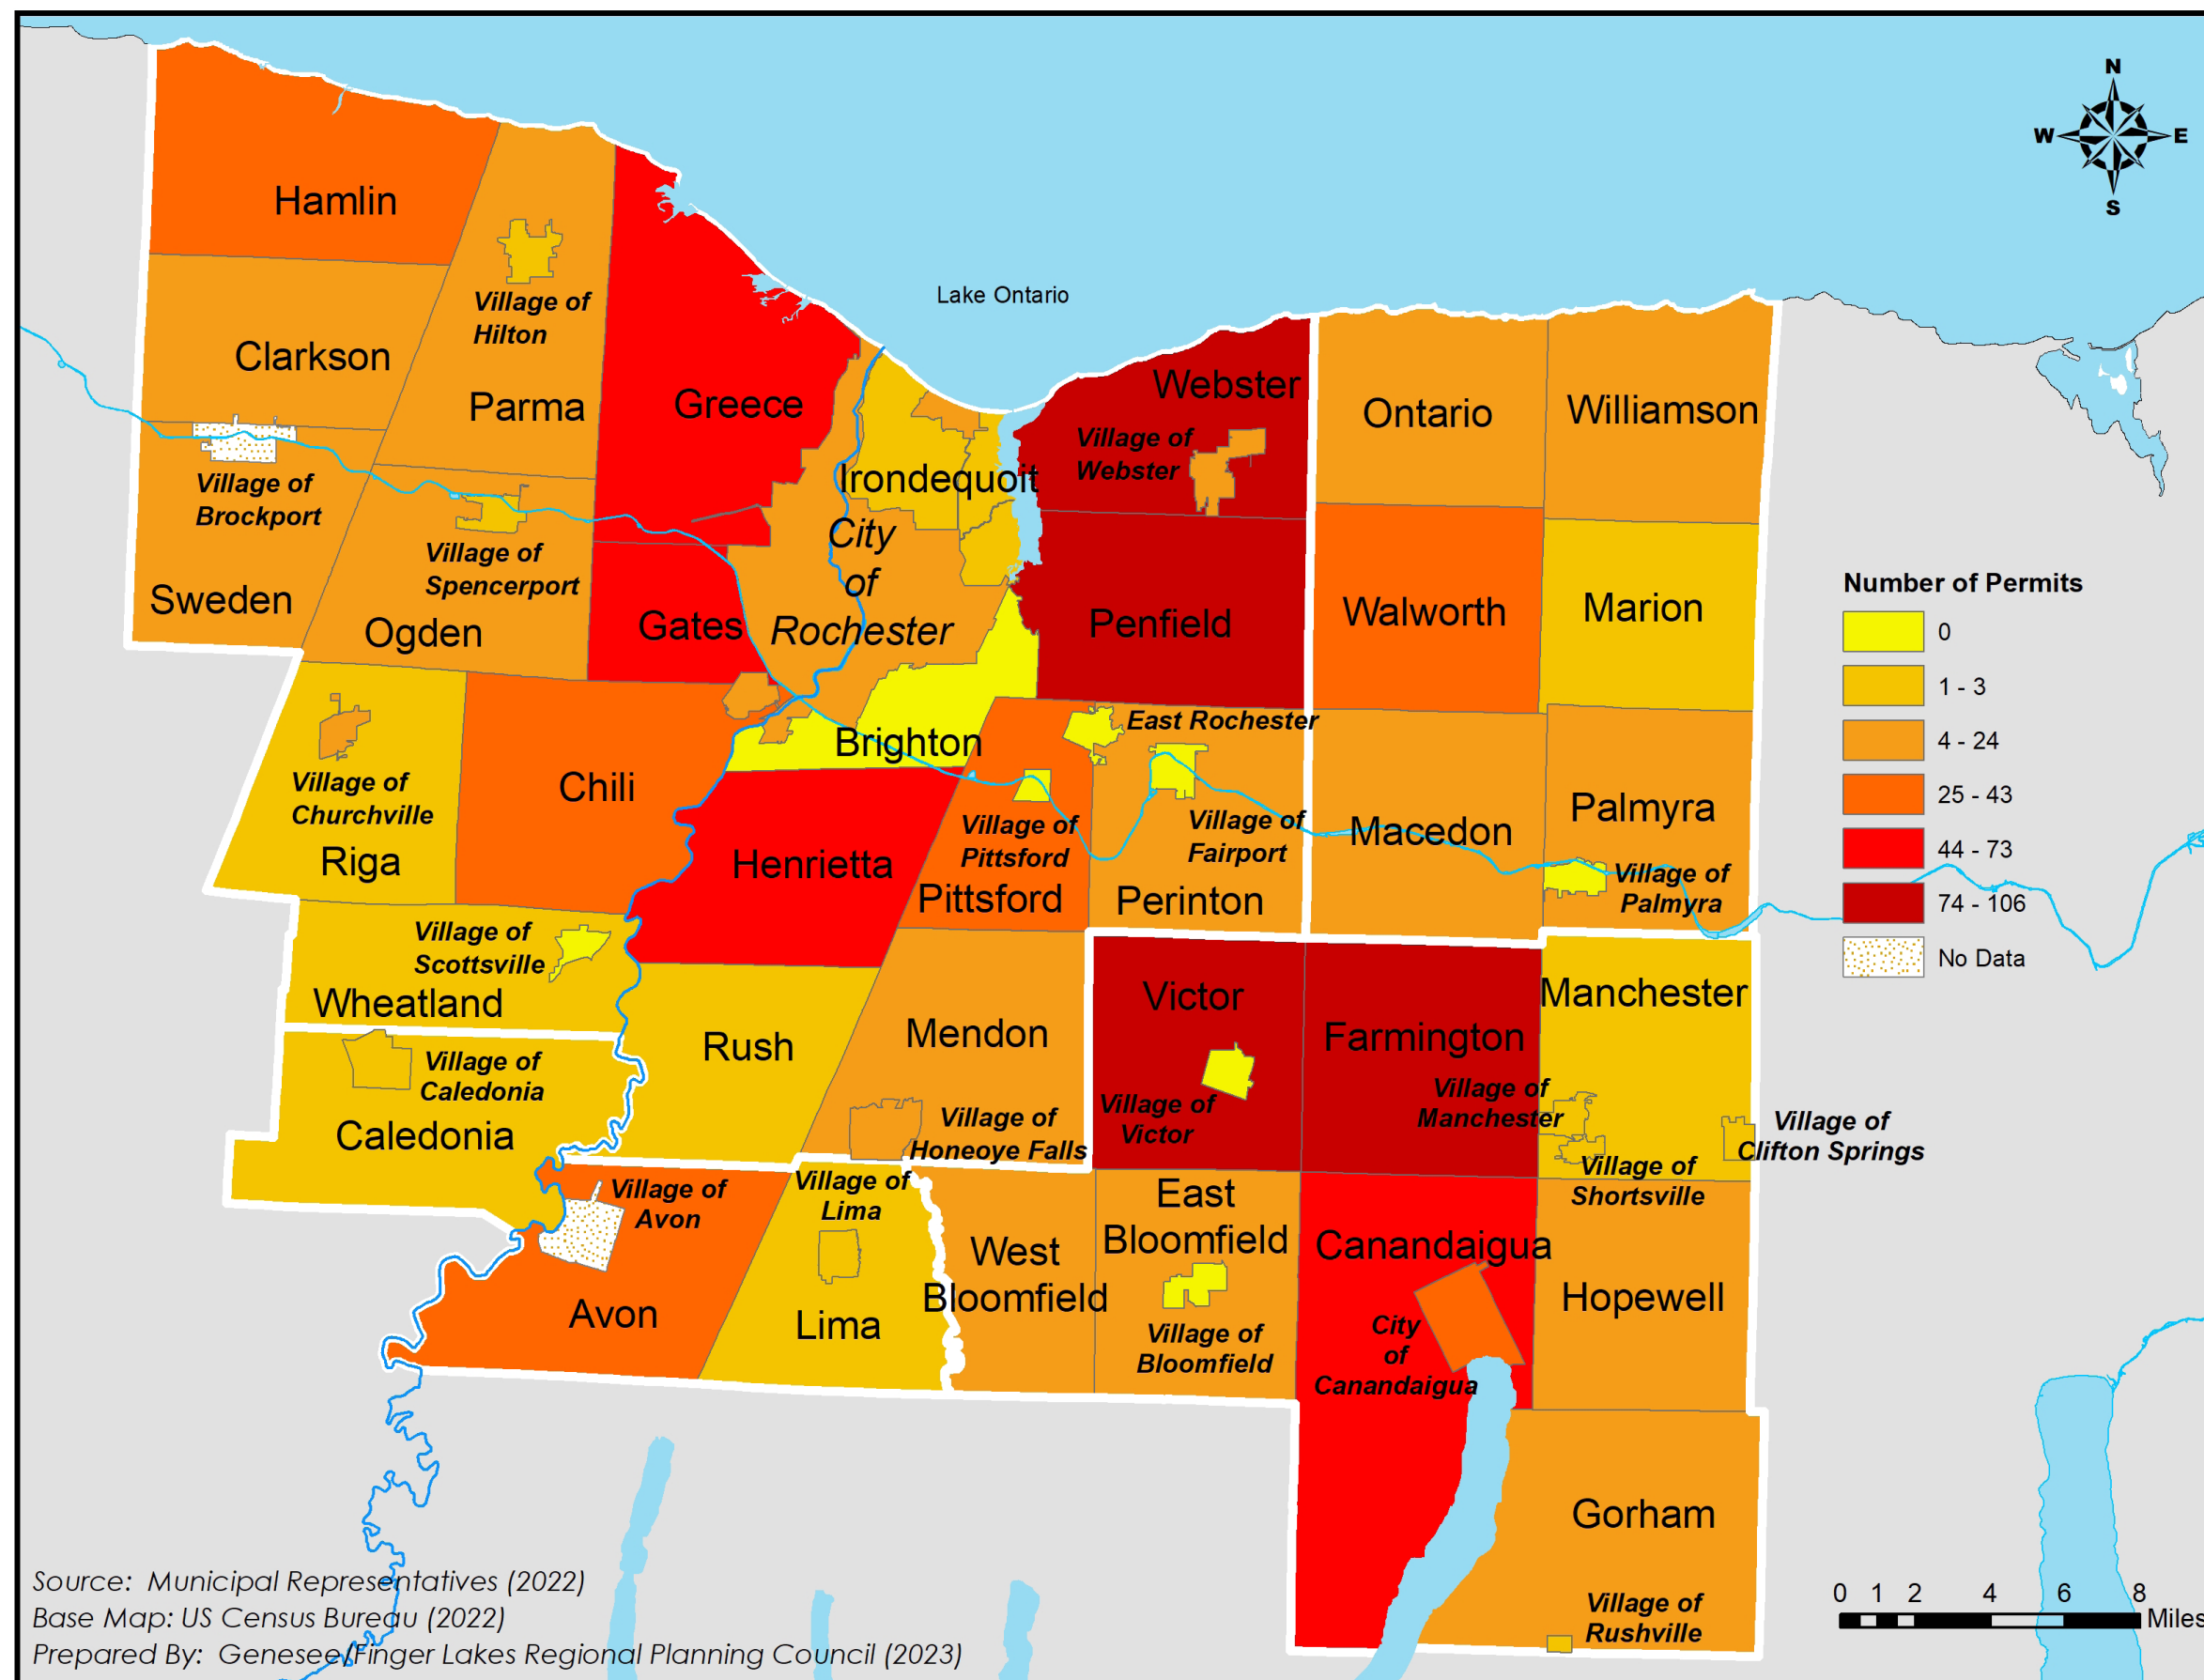 N
W
E
S
Hamlin
Village of
Hilton
Lake Ontario
Clarkson
Parma
Greece
Webster
Village of
Webster
Ontario
Williamson
Irondequoit
Village of
Brockport
City
of
Rochester
Village of
Spencerport
Sweden
Ogden
Gates
Penfield
Walworth
Marion
Number of Permits
0
1 - 3
4 - 24
25 - 43
44 - 73
74 - 106
No Data
East Rochester
Brighton
Village of
Churchville
Riga
Chili
Henrietta
Village of
Pittsford
Pittsford
Village of
Fairport
Perinton
Macedon
Palmyra
Village of
Palmyra
Village of
Scottsville
Wheatland
Rush
Mendon
Victor
Farmington
Manchester
Village of
Caledonia
Caledonia
Village of
Honeoye Falls
Village of
Victor
Village of
Manchester
Village of
Clifton Springs
Village of
Shortsville
Village of
Avon
Avon
Village of
Lima
Lima
West
Bloomfield
East
Bloomfield
Village of
Bloomfield
Canandaigua
City
of
Canandaigua
Hopewell
Gorham
Village of
Rushville
0 1 2 4 6 8
Miles
Source: Municipal Representatives (2022)
Base Map: US Census Bureau (2022)
Prepared By: Genesee/Finger Lakes Regional Planning Council (2023)